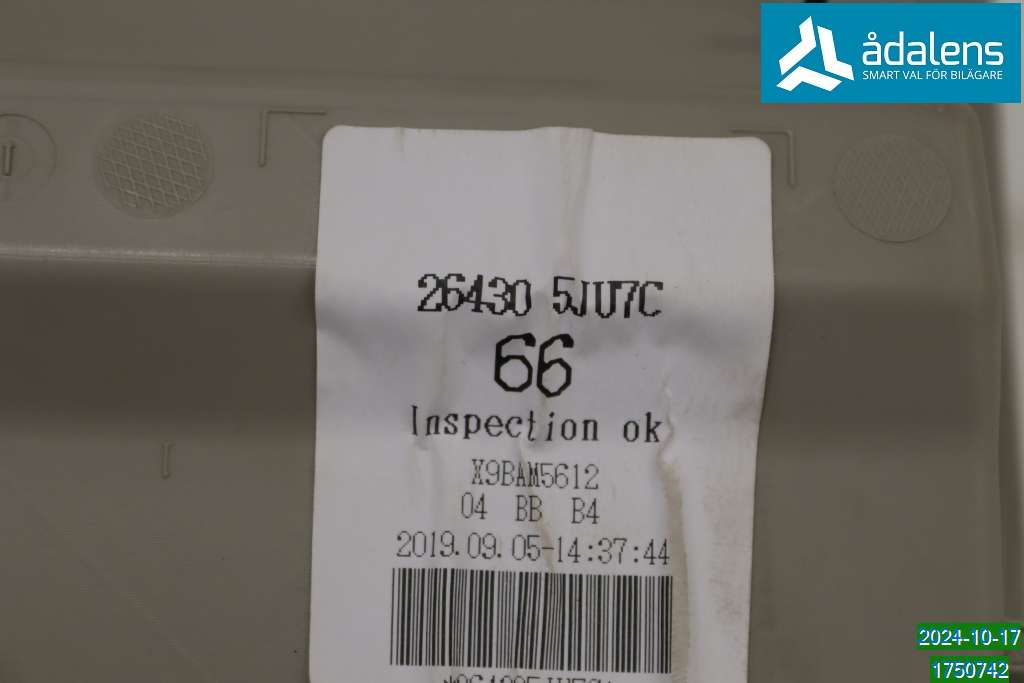 ådalens
SMART VAL FÖR BILÄGARE
26430 5JU7C
66
Inspection ok
X9BAM5612
04 BB B4
2019.09.05-14:37:44
2024-10-17
1750742